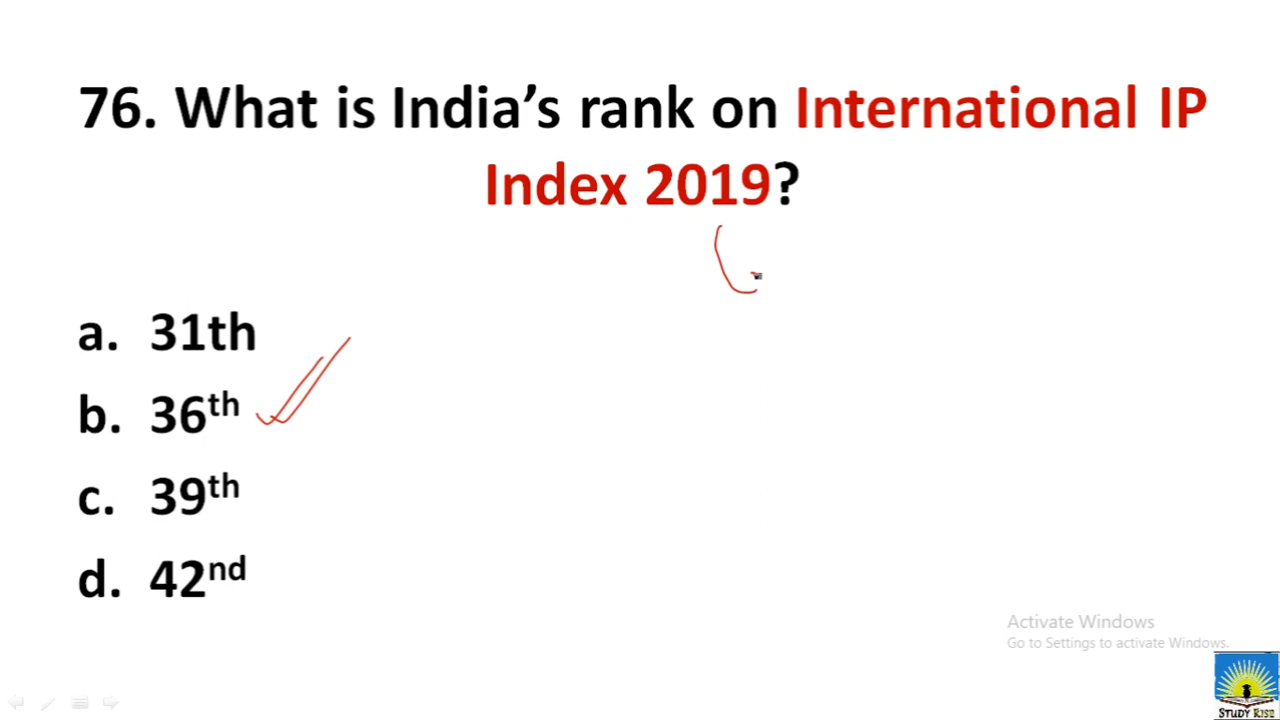 76. What is India’s rank on International IP
Index 2019?
a. 31th
b. 36th
c. 39th
d. 42nd
Activate Windows
Go to Settings to activate Windows.
STUDY RISE